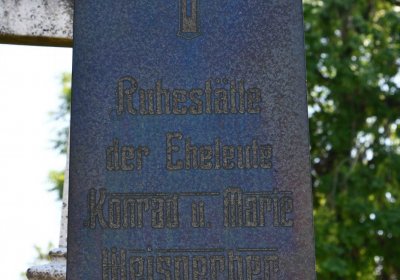 Ruhestätte
der Eheleute
Konrad u. Marie